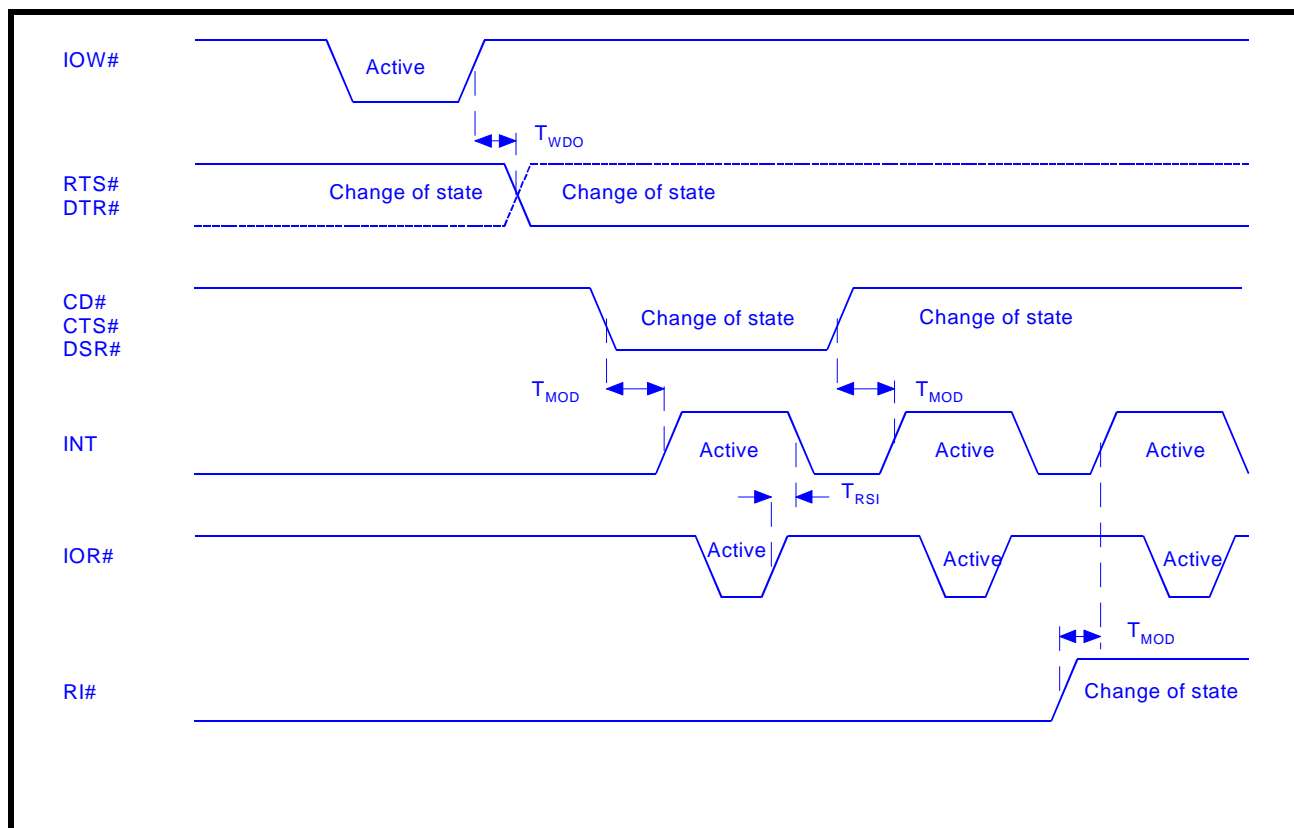 IOW#
Active
TWDO
RTS#
DTR#
Change of state
Change of state
CD#
CTS#
DSR#
Change of state
Change of state
TMOD
TMOD
INT
Active
Active
Active
TRSI
IOR#
Active
Active
Active
TMOD
RI#
Change of state